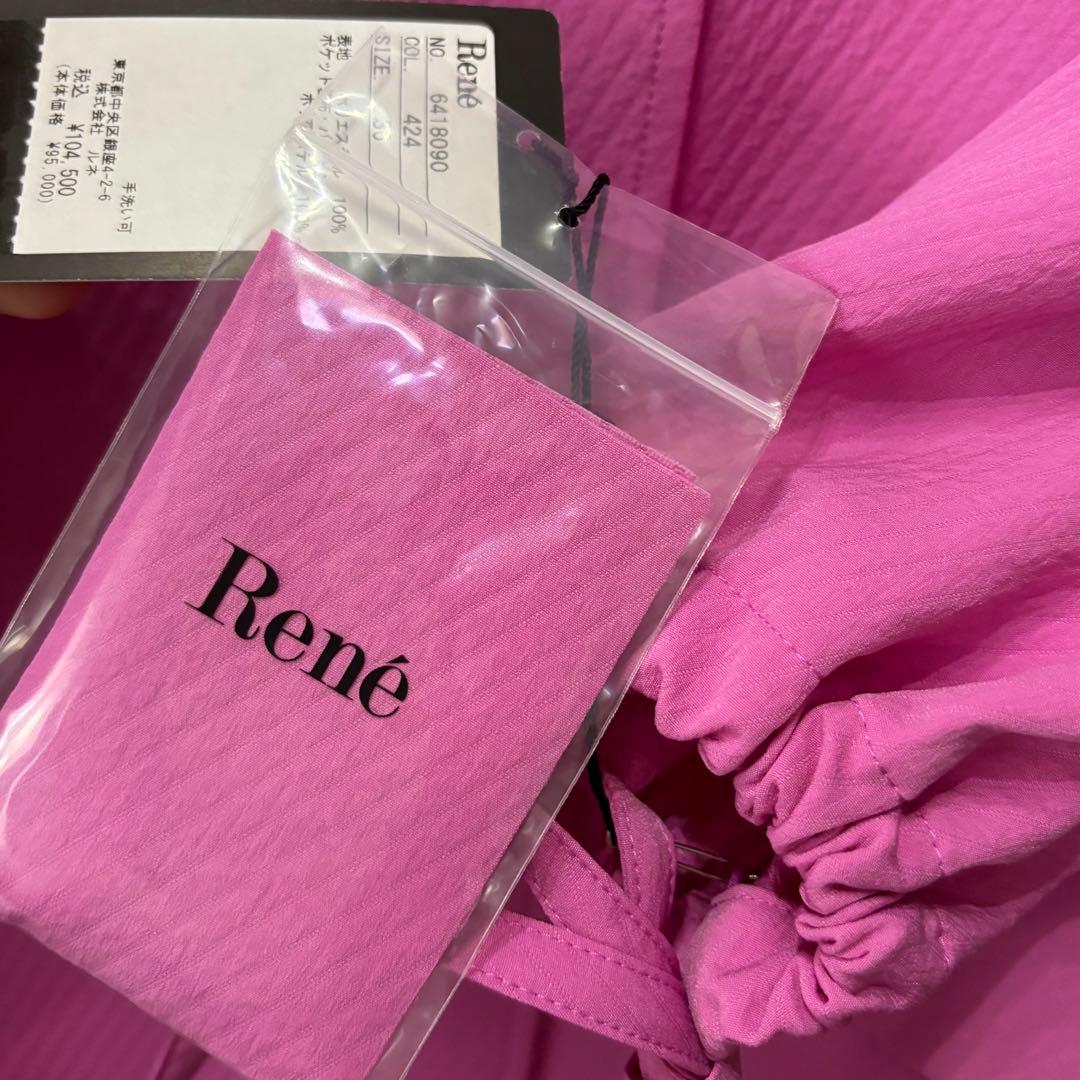 René
NO. 6418090
COL. 424
SIZE.
表地
100%
ポケット
手洗い可
東京都中央区銀座4-2-6
株式会社 ルネ
税込 ¥104,500
(本体価格 ¥95,000)
René